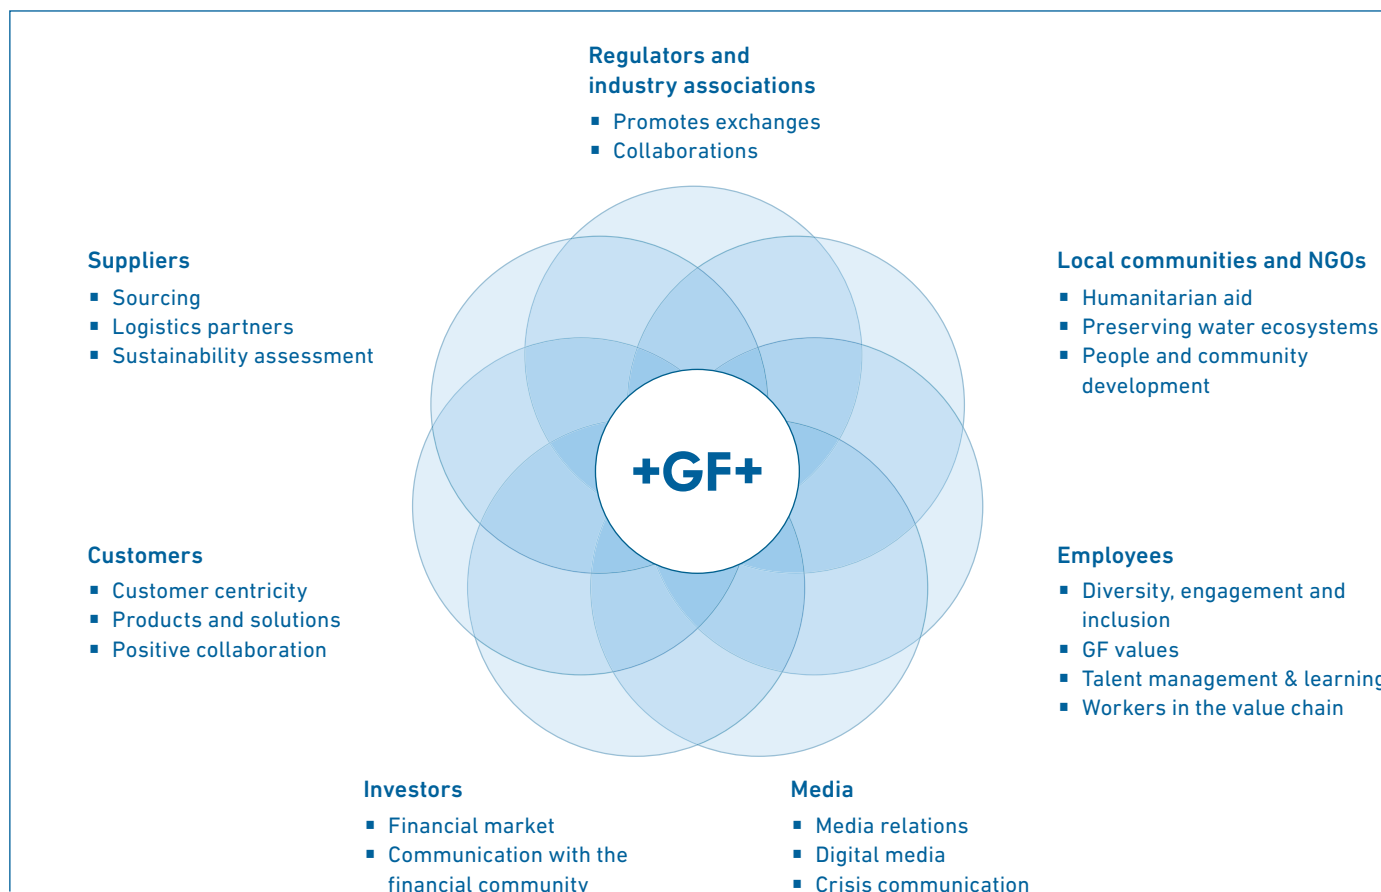 Regulators and
industry associations
▪ Promotes exchanges
▪ Collaborations
Suppliers
▪ Sourcing
▪ Logistics partners
▪ Sustainability assessment
Local communities and NGOs
▪ Humanitarian aid
▪ Preserving water ecosystems
▪ People and community
development
+GF+
Customers
▪ Customer centricity
▪ Products and solutions
▪ Positive collaboration
Employees
▪ Diversity, engagement and
inclusion
▪ GF values
▪ Talent management & learning
▪ Workers in the value chain
Investors
▪ Financial market
▪ Communication with the
financial community
Media
▪ Media relations
▪ Digital media
▪ Crisis communication